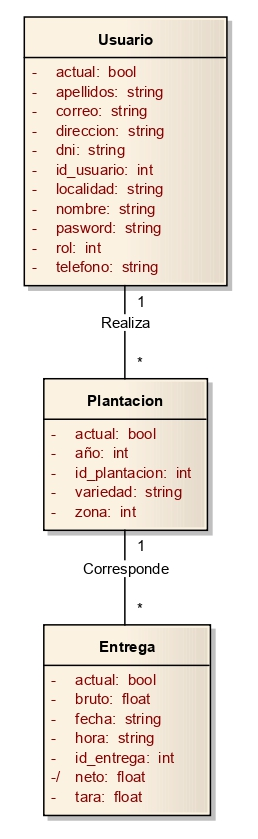 Usuario
- actual: bool
- apellidos: string
- correo: string
- direccion: string
- dni: string
- id_usuario: int
- localidad: string
- nombre: string
- pasword: string
- rol: int
- telefono: string
1
Realiza
*
Plantacion
- actual: bool
- año: int
- id_plantacion: int
- variedad: string
- zona: int
1
Corresponde
*
Entrega
- actual: bool
- bruto: float
- fecha: string
- hora: string
- id_entrega: int
-/ neto: float
- tara: float